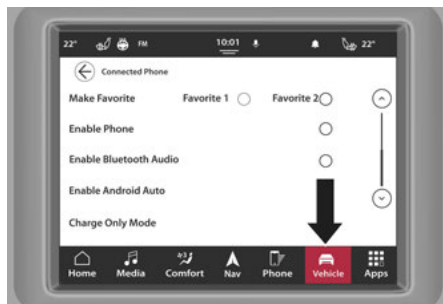 22° FM 10:01 22°
Connected Phone
Make Favorite Favorite 1 Favorite 2
Enable Phone
Enable Bluetooth Audio
Enable Android Auto
Charge Only Mode
Home Media Comfort Nav Phone Vehicle Apps